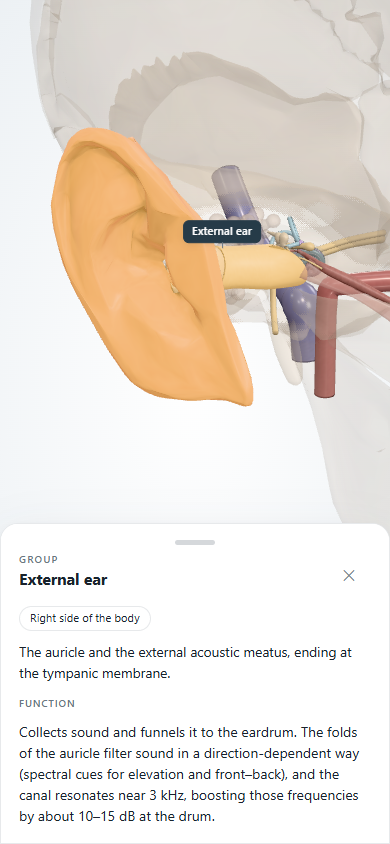 External ear
GROUP
External ear
Right side of the body
The auricle and the external acoustic meatus, ending at
the tympanic membrane.
FUNCTION
Collects sound and funnels it to the eardrum. The folds
of the auricle filter sound in a direction-dependent way
(spectral cues for elevation and front–back), and the
canal resonates near 3 kHz, boosting those frequencies
by about 10–15 dB at the drum.